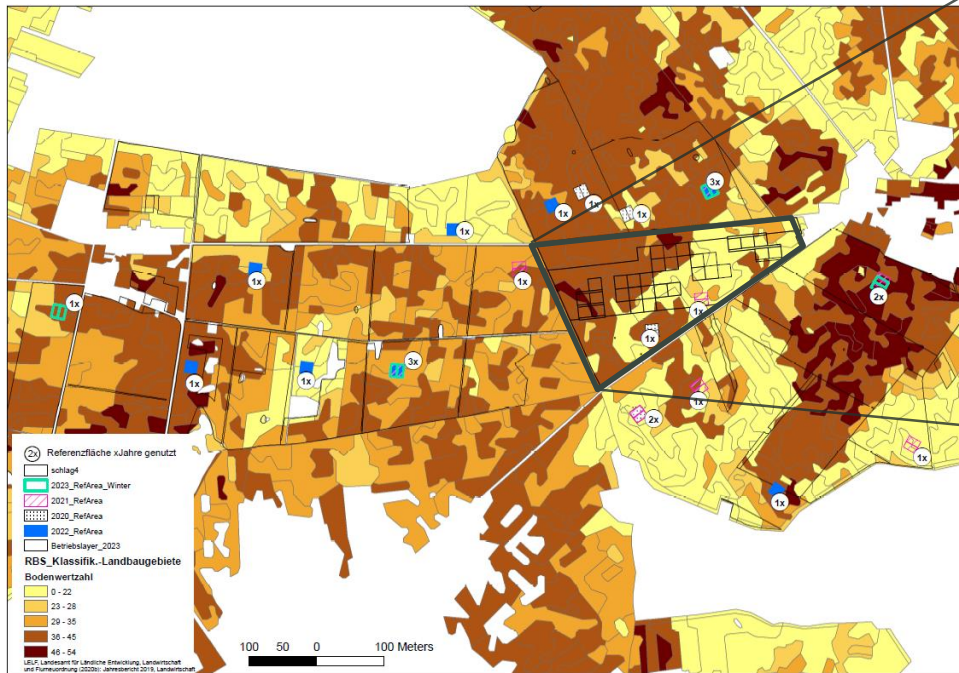 3x
1x
1x
1x
1x
1x
1x
2x
1x
1x
1x
1x
1x
3x
1x
2x
1x
1x
2x Referenzfläche xJahre genutzt
schlag4
2023_RefArea_Winter
2021_RefArea
2020_RefArea
2022_RefArea
Betriebslayer_2023
RBS_Klassifik.-Landbaugebiete
Bodenwertzahl
0 - 22
23 - 28
29 - 35
36 - 45
46 - 54
LELF, Landesamt für Ländliche Entwicklung, Landwirtschaft
und Flurneuordnung (2020b): Jahresbericht 2019, Landwirtschaft
100 50 0 100 Meters